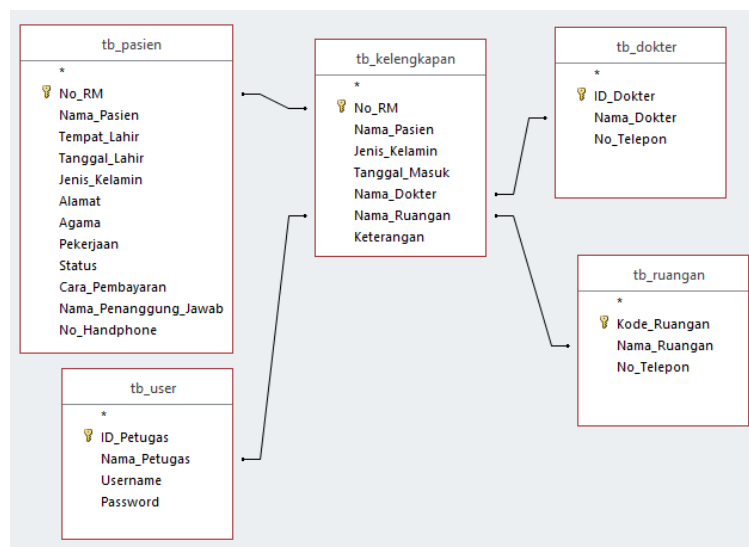 tb_pasien
*
No_RM
Nama_Pasien
Tempat_Lahir
Tanggal_Lahir
Jenis_Kelamin
Alamat
Agama
Pekerjaan
Status
Cara_Pembayaran
Nama_Penanggung_Jawab
No_Handphone
tb_kelengkapan
*
No_RM
Nama_Pasien
Jenis_Kelamin
Tanggal_Masuk
Nama_Dokter
Nama_Ruangan
Keterangan
tb_dokter
*
ID_Dokter
Nama_Dokter
No_Telepon
tb_ruangan
*
Kode_Ruangan
Nama_Ruangan
No_Telepon
tb_user
*
ID_Petugas
Nama_Petugas
Username
Password